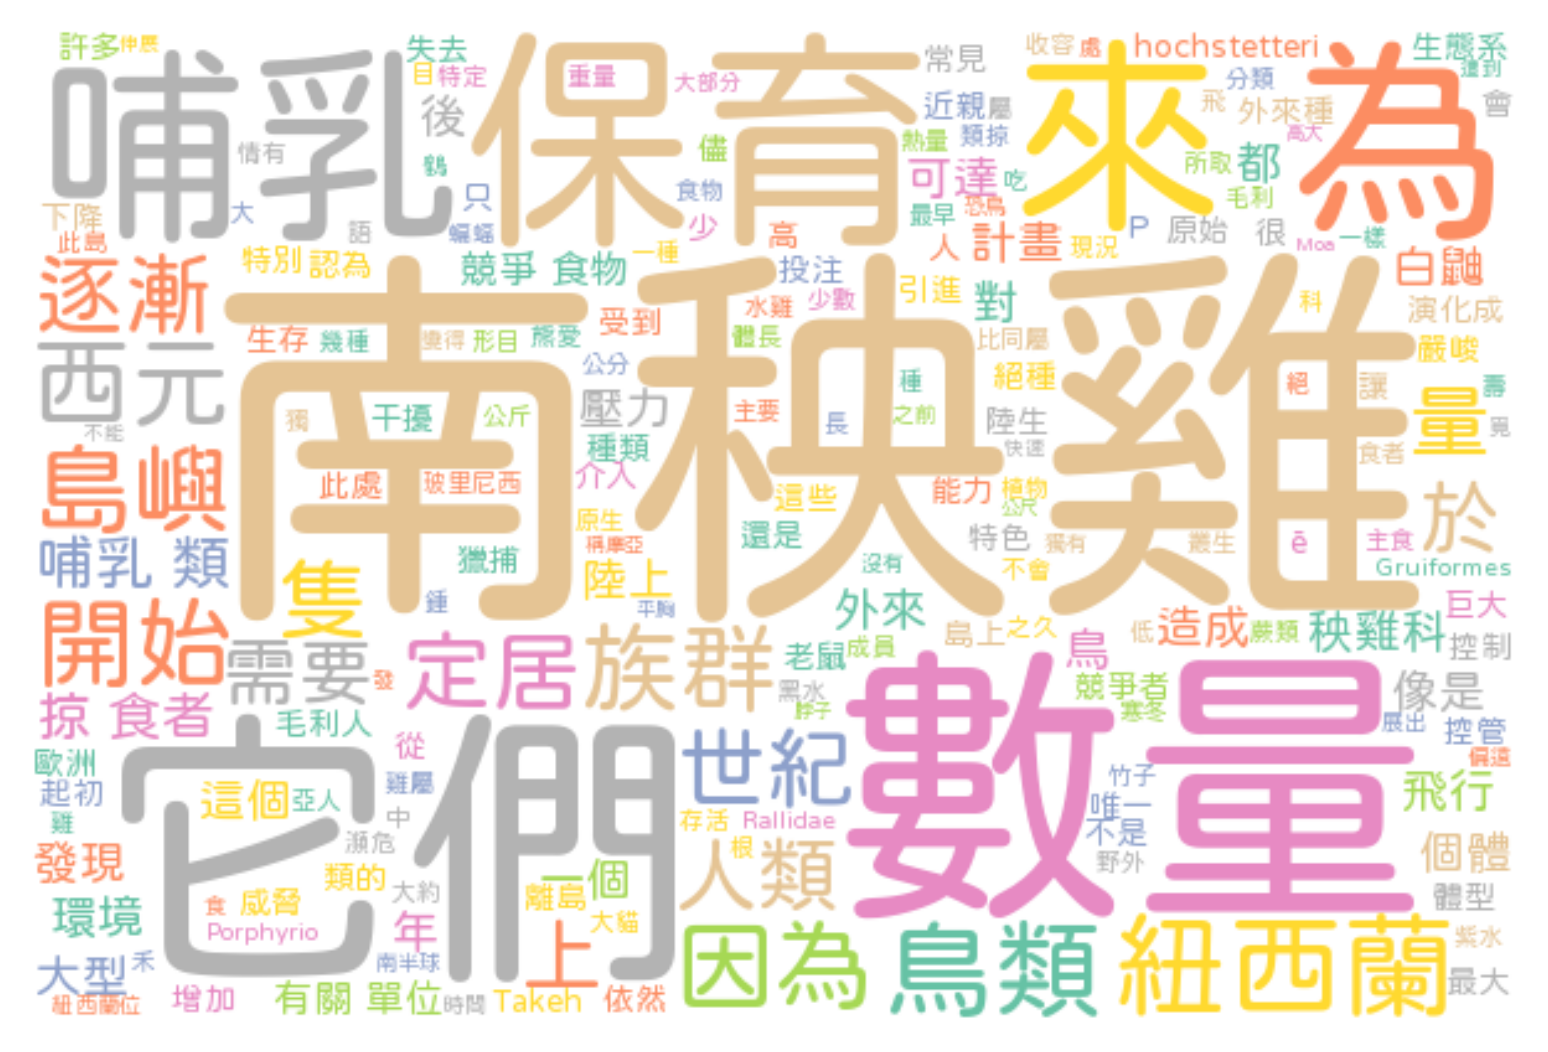 許多
仲展
失去
目
特定
重量
大部分
常見
收容
處
hochstetteri
生態系
遭到
哺乳
保育
來
為
後
近親
屬
分類
飛
外來種
會
情有
鶴
儘
熱量
類掠
高大
只
食物
可達
吃
所取
都
毛利
下降
大
此島
語
蝙蝠
少
高
最早
恐鳥
人
計畫
現況
P
原始
很
Moa
一樣
白鼬
逐漸
特別
認為
競爭
食物
一種
投注
引進
對
科
演化成
南秧雞
水雞
少數
西元
生存
幾種
變得
形目
熊愛
受到
公分
體長
比同屬
嚴峻
不能
獨
干擾
公斤
壓力
主要
長
種
之前
絕種
陸生
絕
讓
量
壽
覓
島嶼
此處
玻里尼西
種類
介入
這些
能力
快速
植物
公尺
食者
於
哺乳
類
獵捕
原生
稱摩亞
還是
特色
獨有
叢生
ē
主食
Gruiformes
隻
陸上
沒有
不會
開始
鍾
平胸
外來
島上
之久
鳥
低
造成
蕨類
秧雞科
巨大
控制
需要
發
定居
族群
老鼠
成員
黑水
脖子
數量
競爭者
寒冬
像是
掠
食者
毛利人
從
展出
控管
偏遠
歐洲
起初
它們
世紀
竹子
飛行
雞
這個
亞人
雞屬
中
存活
Rallidae
唯一
不是
發現
瀕危
類的
人類
根
野外
個體
環境
食
威脅
大約
一個
離島
體型
Porphyrio
年
大貓
上
因為
鳥類
紐西蘭
紫水
大型
禾
南半球
最大
紐西蘭位
增加
有關
單位
時間
Takeh
依然